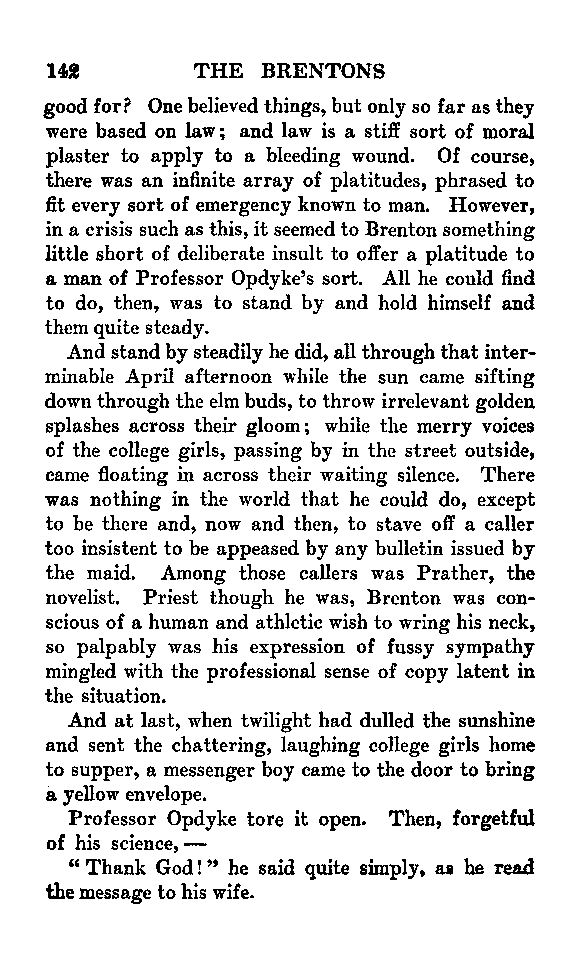 142 THE BRENTONS
good for? One believed things, but only so far as they
were based on law; and law is a stiff sort of moral
plaster to apply to a bleeding wound. Of course,
there was an infinite array of platitudes, phrased to
fit every sort of emergency known to man. However,
in a crisis such as this, it seemed to Brenton something
little short of deliberate insult to offer a platitude to
a man of Professor Opdyke's sort. All he could find
to do, then, was to stand by and hold himself and
them quite steady.
And stand by steadily he did, all through that inter-
minable April afternoon while the sun came sifting
down through the elm buds, to throw irrelevant golden
splashes across their gloom; while the merry voices
of the college girls, passing by in the street outside,
came floating in across their waiting silence. There
was nothing in the world that he could do, except
to be there and, now and then, to stave off a caller
too insistent to be appeased by any bulletin issued by
the maid. Among those callers was Prather, the
novelist. Priest though he was, Brenton was con-
scious of a human and athletic wish to wring his neck,
so palpably was his expression of fussy sympathy
mingled with the professional sense of copy latent in
the situation.
And at last, when twilight had dulled the sunshine
and sent the chattering, laughing college girls home
to supper, a messenger boy came to the door to bring
a yellow envelope.
Professor Opdyke tore it open. Then, forgetful
of his science, —
"Thank God!" he said quite simply, as he read
the message to his wife.